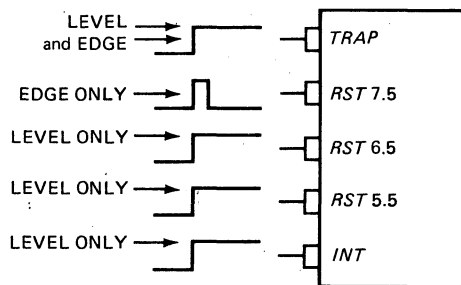 LEVEL
and EDGE
TRAP
EDGE ONLY
RST 7.5
LEVEL ONLY
RST 6.5
LEVEL ONLY
RST 5.5
LEVEL ONLY
INT